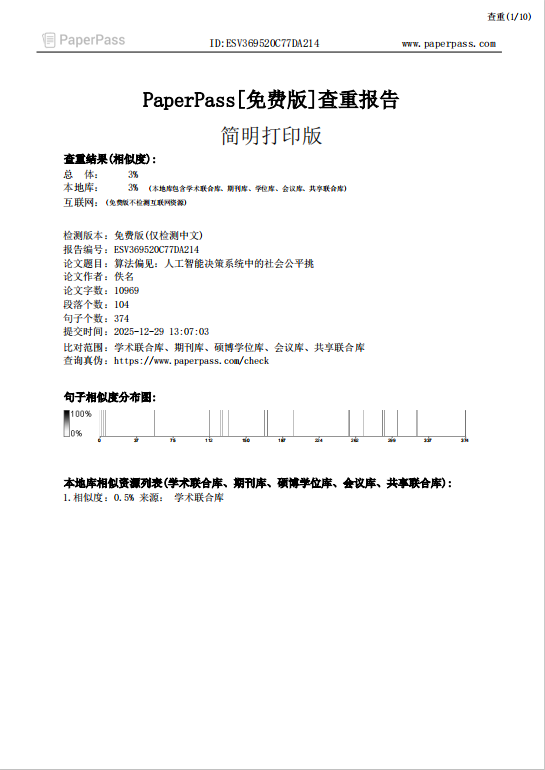 查重(1/10)
PaperPass
ID:ESV369520C77DA214
www.paperpass.com
PaperPass[免费版]查重报告
简明打印版
查重结果(相似度):
总 体: 3%
本地库: 3% (本地库包含学术联合库、期刊库、学位库、会议库、共享联合库)
互联网:(免费版不检测互联网资源)
检测版本:免费版(仅检测中文)
报告编号:ESV369520C77DA214
论文题目:算法偏见:人工智能决策系统中的社会公平挑
论文作者:佚名
论文字数:10969
段落个数:104
句子个数:374
提交时间:2025-12-29 13:07:03
比对范围:学术联合库、期刊库、硕博学位库、会议库、共享联合库
查询真伪:https://www.paperpass.com/check
句子相似度分布图:
100%
0%
0 37 75 112 150 187 224 262 299 337 374
本地库相似资源列表(学术联合库、期刊库、硕博学位库、会议库、共享联合库):
1.相似度:0.5% 来源: 学术联合库